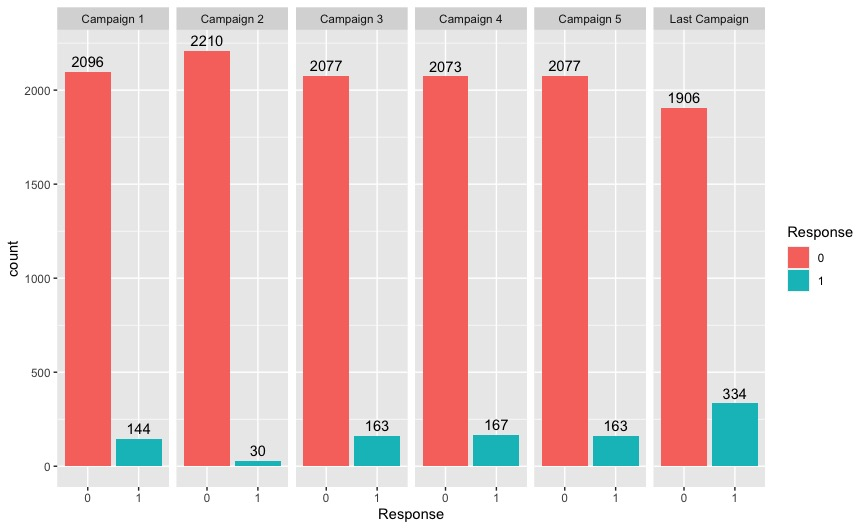 Campaign 1 Campaign 2 Campaign 3 Campaign 4 Campaign 5 Last Campaign
2096 2210 2077 2073 2077 1906
144 30 163 167 163 334
2000
1500
1000
500
0
count
0 1 0 1 0 1 0 1 0 1 0 1
Response
Response
0
1